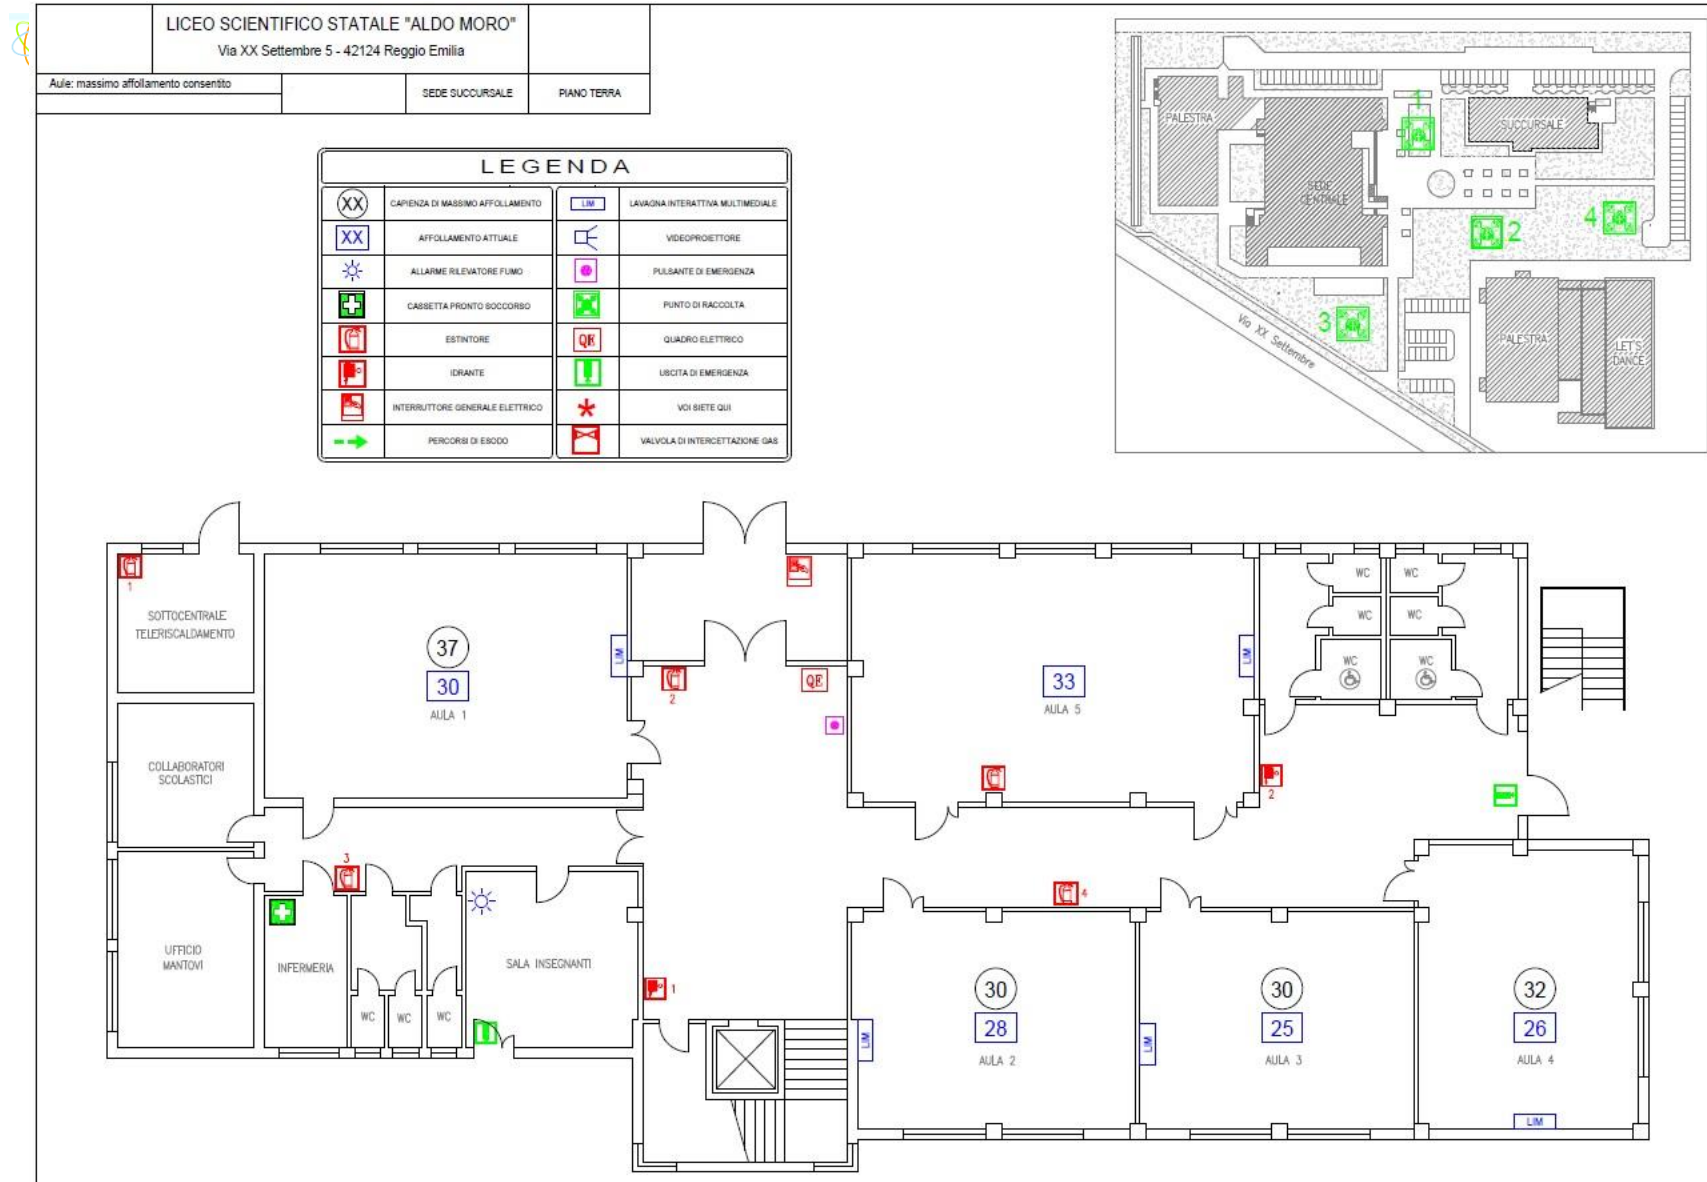 LICEO SCIENTIFICO STATALE "ALDO MORO"
Via XX Settembre 5 - 42124 Reggio Emilia
Aule: massimo affollamento consentito
SEDE SUCCURSALE
PIANO TERRA
LEGENDA
XX CAPIENZA DI MASSIMO AFFOLLAMENTO
LIM LAVAGNA INTERATTIVA MULTIMEDIALE
XX AFFOLLAMENTO ATTUALE
VIDEOPROIETTORE
ALLARME RILEVATORE FUMO
PULSANTE DI EMERGENZA
CASSETTA PRONTO SOCCORSO
PUNTO DI RACCOLTA
ESTINTORE
QE QUADRO ELETTRICO
IDRANTE
USCITA DI EMERGENZA
INTERRUTTORE GENERALE ELETTRICO
VOI SIETE QUI
PERCORSI DI ESODO
VALVOLA DI INTERCETTAZIONE GAS
PALESTRA
1
SUCCURSALE
SEDE
CENTRALE
2
4
3
Via XX Settembre
PALESTRA
LET'S
DANCE
1
SOTTOCENTRALE
TELERISCALDAMENTO
37
30
AULA 1
LIM
2
QE
33
AULA 5
LIM
WC
WC
WC
WC
WC
WC
COLLABORATORI
SCOLASTICI
2
3
4
UFFICIO
MANTOVI
INFERMERIA
WC
WC
WC
SALA INSEGNANTI
1
30
28
AULA 2
LIM
30
25
AULA 3
LIM
32
26
AULA 4
LIM